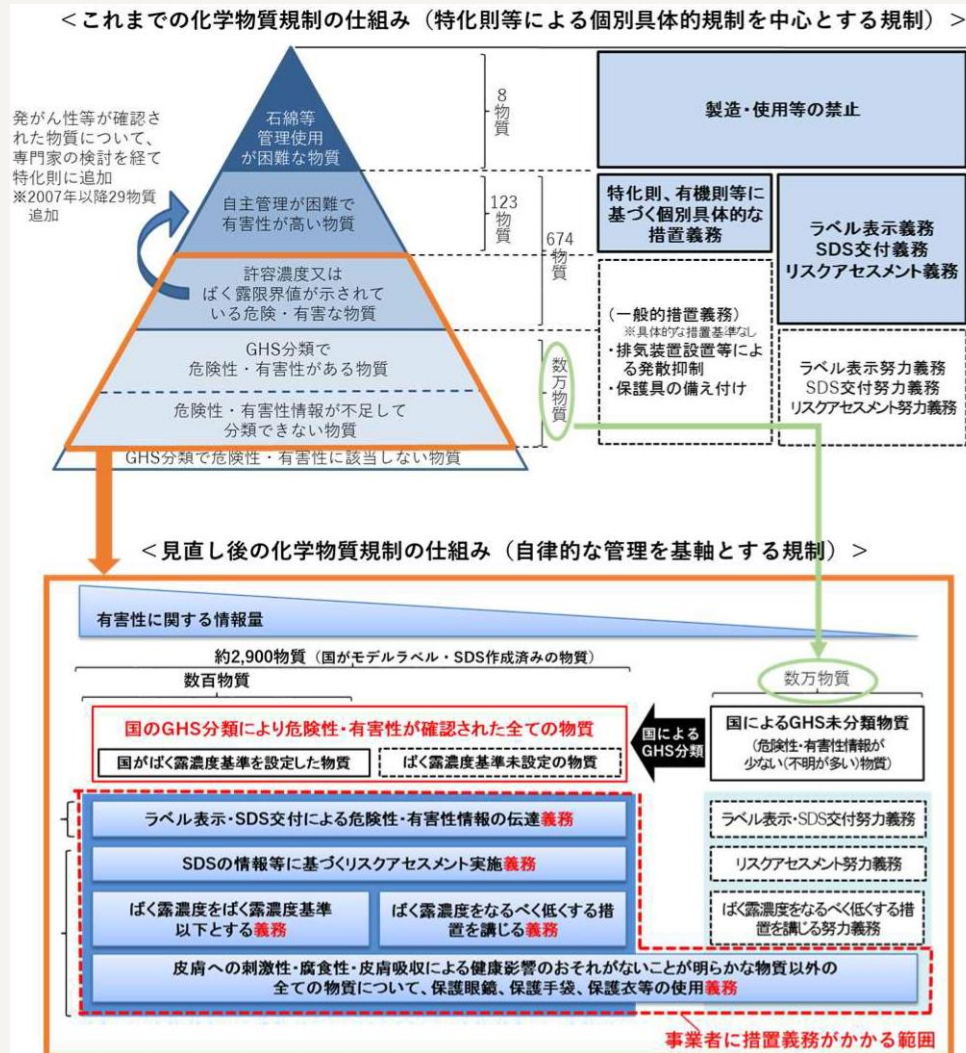 ＜これまでの化学物質規制の仕組み（特化則等による個別具体的規制を中心とする規制）＞
発がん性等が確認さ
れた物質について、
専門家の検討を経て
特化則に追加
※2007年以降29物質
追加
石綿等
管理使用
が困難な物質
自主管理が困難で
有害性が高い物質
許容濃度又は
ばく露限界値が示されて
いる危険・有害な物質
GHS分類で
危険性・有害性がある物質
危険性・有害性情報が不足して
分類できない物質
GHS分類で危険性・有害性に該当しない物質
8
物質
123
物質
674
物質
数万物質
製造・使用等の禁止
特化則、有機則等に
基づく個別具体的な
措置義務
ラベル表示義務
SDS交付義務
リスクアセスメント義務
（一般的措置義務）
※具体的な措置基準なし
・排気装置設置等によ
る発散抑制
・保護具の備え付け
ラベル表示努力義務
SDS交付努力義務
リスクアセスメント努力義務
＜見直し後の化学物質規制の仕組み（自律的な管理を基軸とする規制）＞
有害性に関する情報量
約2,900物質（国がモデルラベル・SDS作成済みの物質）
数百物質
数万物質
国のGHS分類により危険性・有害性が確認された全ての物質
国がばく露濃度基準を設定した物質
ばく露濃度基準未設定の物質
国による
GHS分類
国によるGHS未分類物質
(危険性・有害性情報が
少ない(不明が多い)物質)
ラベル表示・SDS交付による危険性・有害性情報の伝達義務
ラベル表示・SDS交付努力義務
SDSの情報等に基づくリスクアセスメント実施義務
リスクアセスメント努力義務
ばく露濃度をばく露濃度基準
以下とする義務
ばく露濃度をなるべく低くする措
置を講じる義務
ばく露濃度をなるべく低くする措
置を講じる努力義務
皮膚への刺激性・腐食性・皮膚吸収による健康影響のおそれがないことが明らかな物質以外の
全ての物質について、保護眼鏡、保護手袋、保護衣等の使用義務
事業者に措置義務がかかる範囲